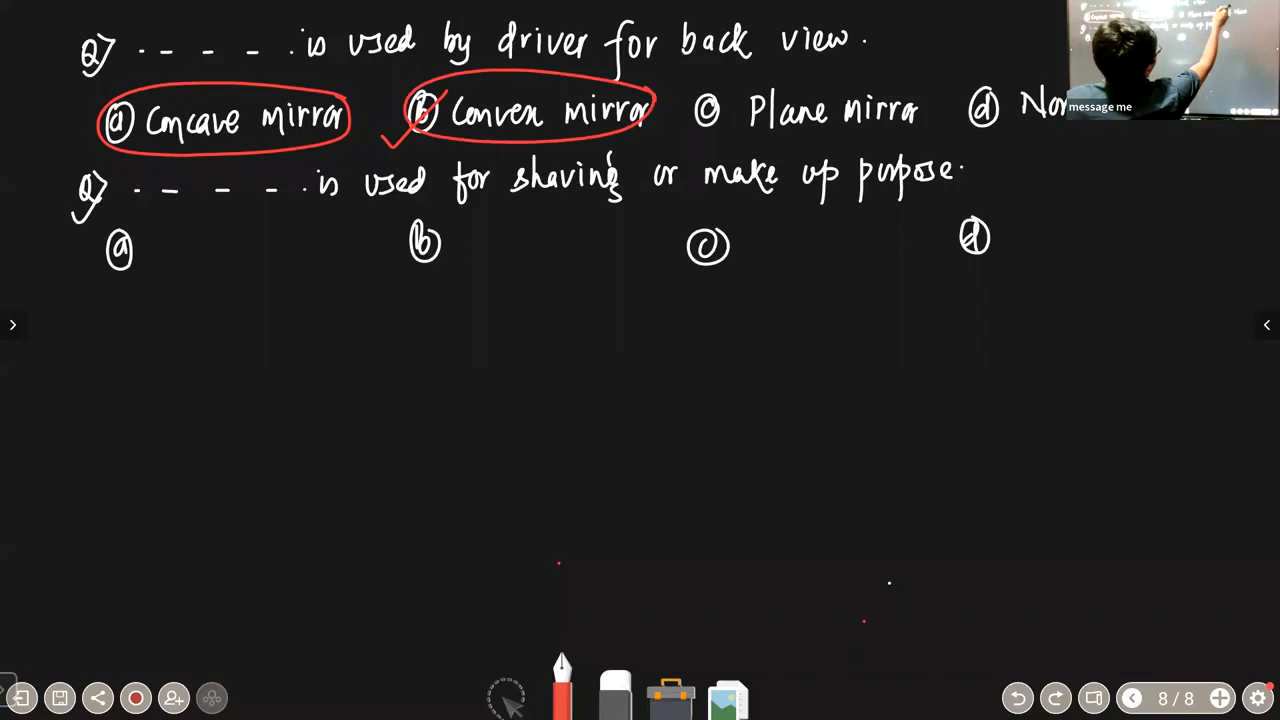 Q) . _ _ _ _ . is used by driver for back view.
(a) Concave mirror (b) Convex mirror (c) Plane mirror (d) Non
Q) . _ _ _ _ . is used for shaving or make up purpose.
(a) (b) (c) (d)
message me
8/8